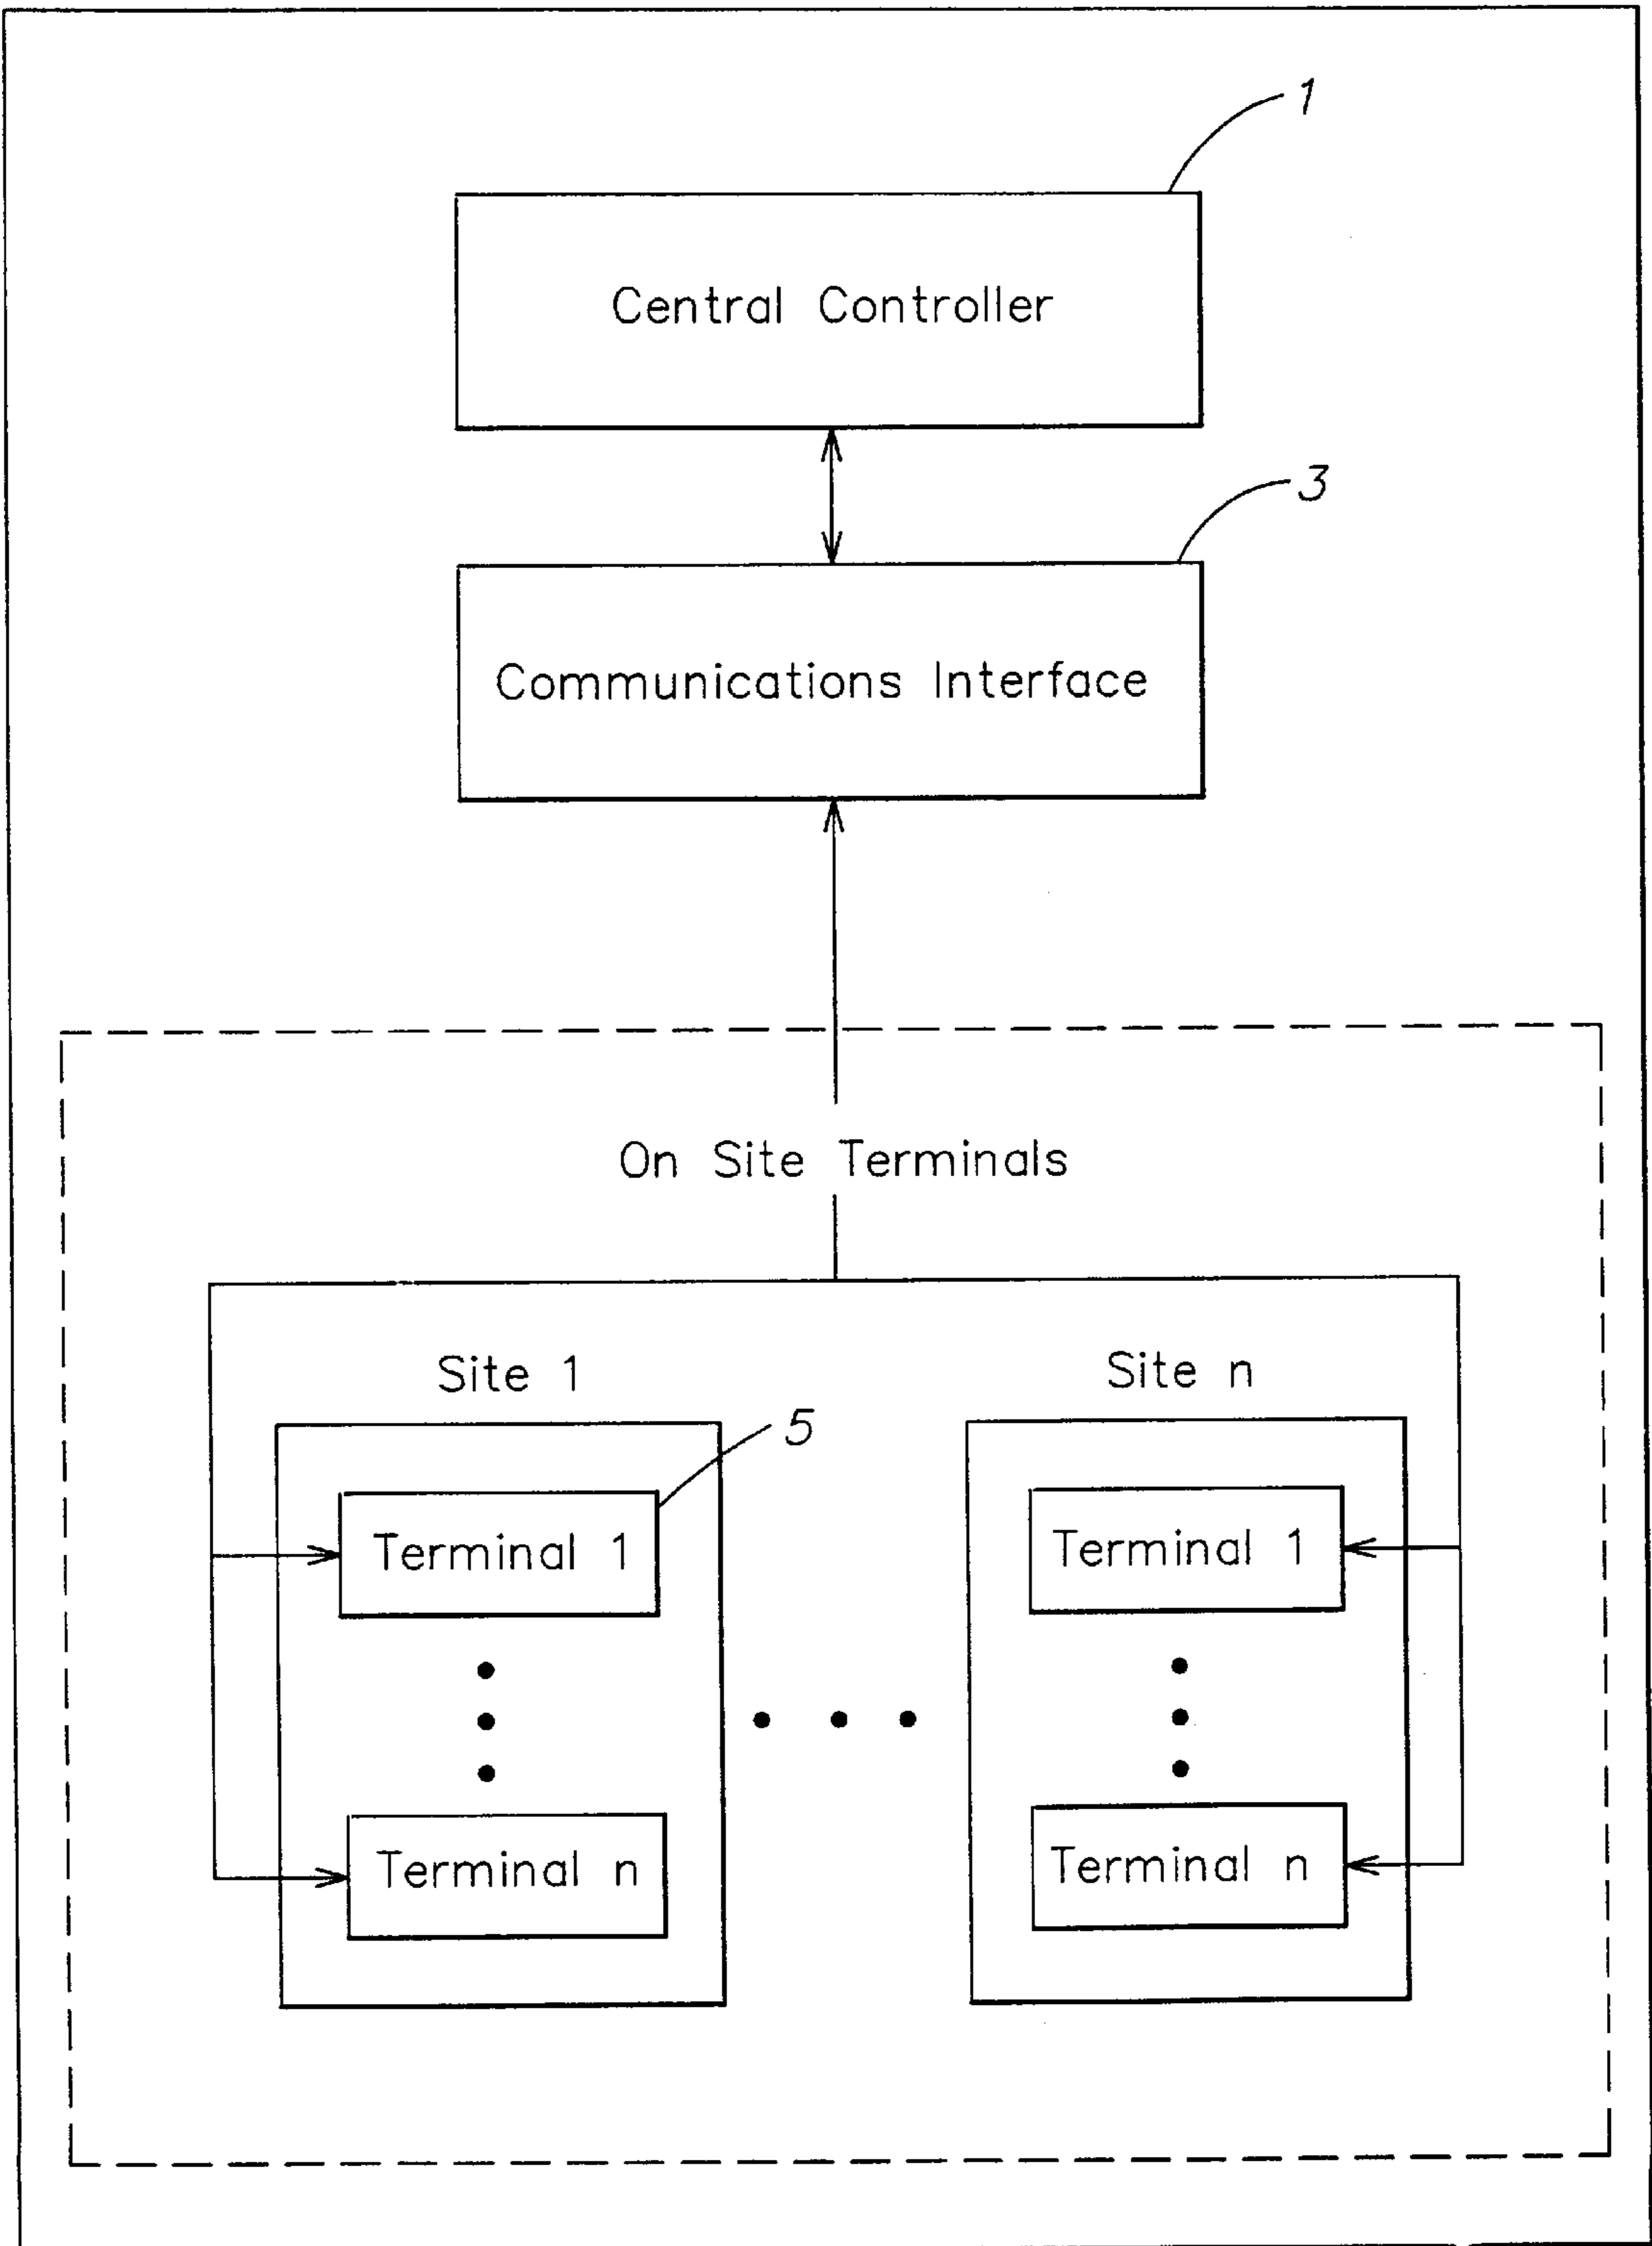 1
Central Controller
3
Communications Interface
On Site Terminals
Site 1
Site n
5
Terminal 1
Terminal 1
Terminal n
Terminal n